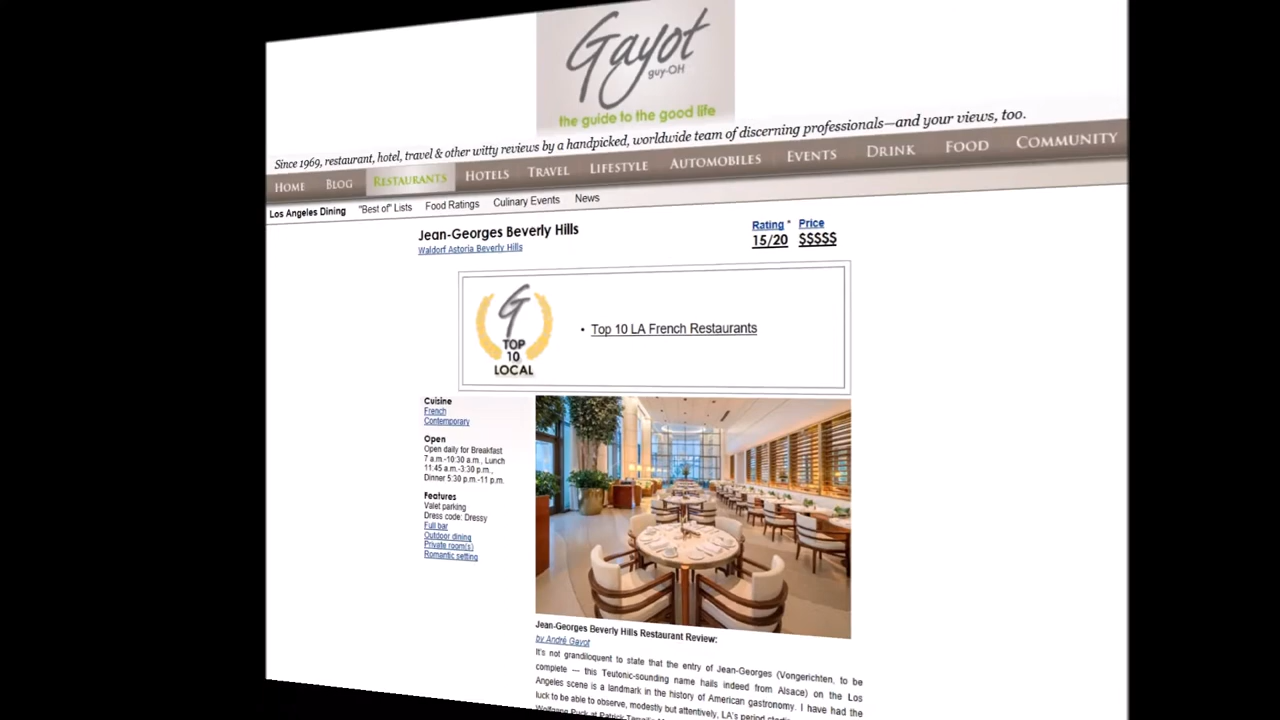 Gayot
guy-OH
the guide to the good life
Since 1969, restaurant, hotel, travel & other witty reviews by a handpicked, worldwide team of discerning professionals—and your views, too.
HOME BLOG RESTAURANTS HOTELS TRAVEL LIFESTYLE AUTOMOBILES EVENTS DRINK FOOD COMMUNITY
Los Angeles Dining "Best of" Lists Food Ratings Culinary Events News
Jean-Georges Beverly Hills
Waldorf Astoria Beverly Hills
Rating * Price
15/20 $$$$$
G
TOP
10
LOCAL
• Top 10 LA French Restaurants
Cuisine
French
Contemporary
Open
Open daily for Breakfast
7 a.m.-10:30 a.m., Lunch
11:45 a.m.-3:30 p.m.,
Dinner 5:30 p.m.-11 p.m.
Features
Valet parking
Dress code: Dressy
Full bar
Outdoor dining
Private room(s)
Romantic setting
Jean-Georges Beverly Hills Restaurant Review:
by André Gayot
It's not grandiloquent to state that the entry of Jean-Georges (Vongerichten, to be
complete — this Teutonic-sounding name hails indeed from Alsace) on the Los
Angeles scene is a landmark in the history of American gastronomy. I have had the
luck to be able to observe, modestly but attentively, LA's period
Wolfgang Puck at Patrick